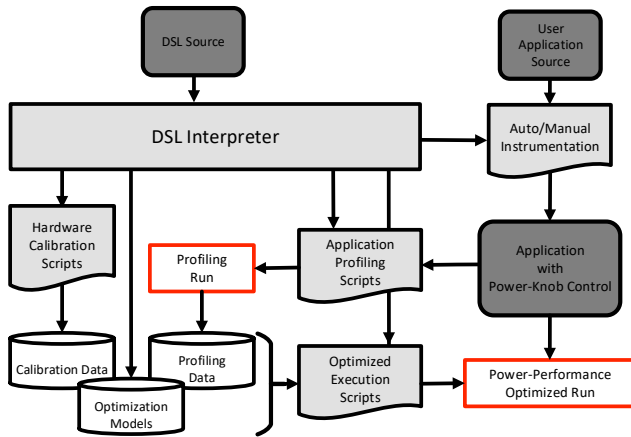 DSL Source
User
Application
Source
DSL Interpreter
Auto/Manual
Instrumentation
Hardware
Calibration
Scripts
Profiling
Run
Application
Profiling
Scripts
Application
with
Power-Knob Control
Calibration Data
Profiling
Data
Optimization
Models
Optimized
Execution
Scripts
Power-Performance
Optimized Run